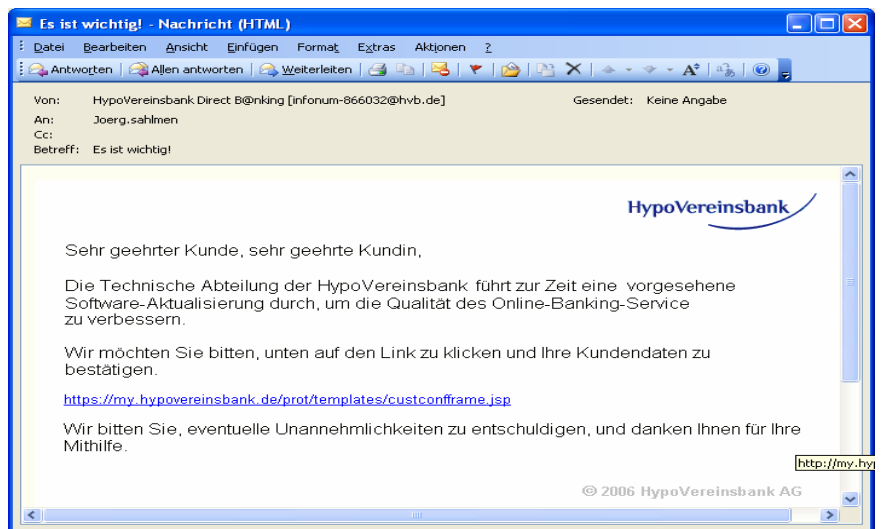 Es ist wichtig! - Nachricht (HTML)
Datei Bearbeiten Ansicht Einfügen Format Extras Aktionen ?
Antworten Allen antworten Weiterleiten
Von: HypoVereinsbank Direct B@nking [infonum-866032@hvb.de] Gesendet: Keine Angabe
An: Joerg.sahlmen
Cc:
Betreff: Es ist wichtig!
HypoVereinsbank
Sehr geehrter Kunde, sehr geehrte Kundin,
Die Technische Abteilung der HypoVereinsbank führt zur Zeit eine vorgesehene
Software-Aktualisierung durch, um die Qualität des Online-Banking-Service
zu verbessern.
Wir möchten Sie bitten, unten auf den Link zu klicken und Ihre Kundendaten zu
bestätigen.
https://my.hypovereinsbank.de/prot/templates/custconfframe.jsp
Wir bitten Sie, eventuelle Unannehmlichkeiten zu entschuldigen, und danken Ihnen für Ihre
Mithilfe.
http://my.hyp
© 2006 HypoVereinsbank AG